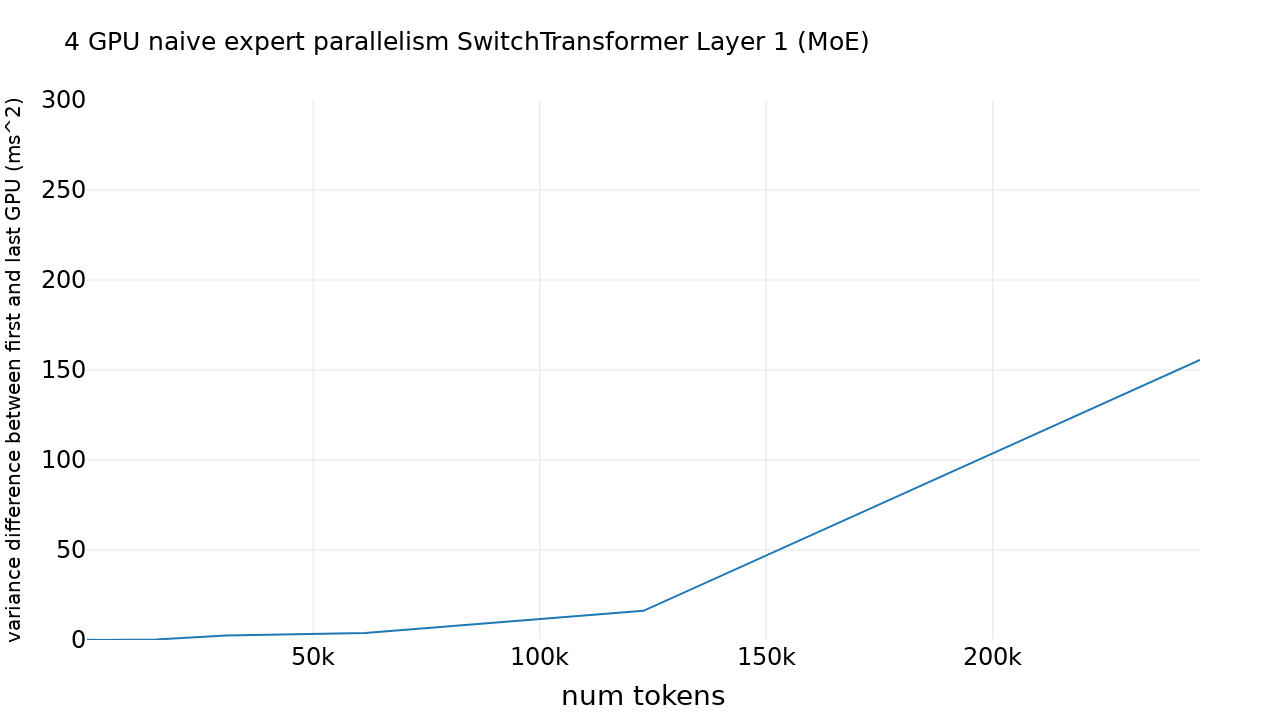 4 GPU naive expert parallelism SwitchTransformer Layer 1 (MoE)
variance difference between first and last GPU (ms^2)
300
250
200
150
100
50
0
50k
100k
150k
200k
num tokens